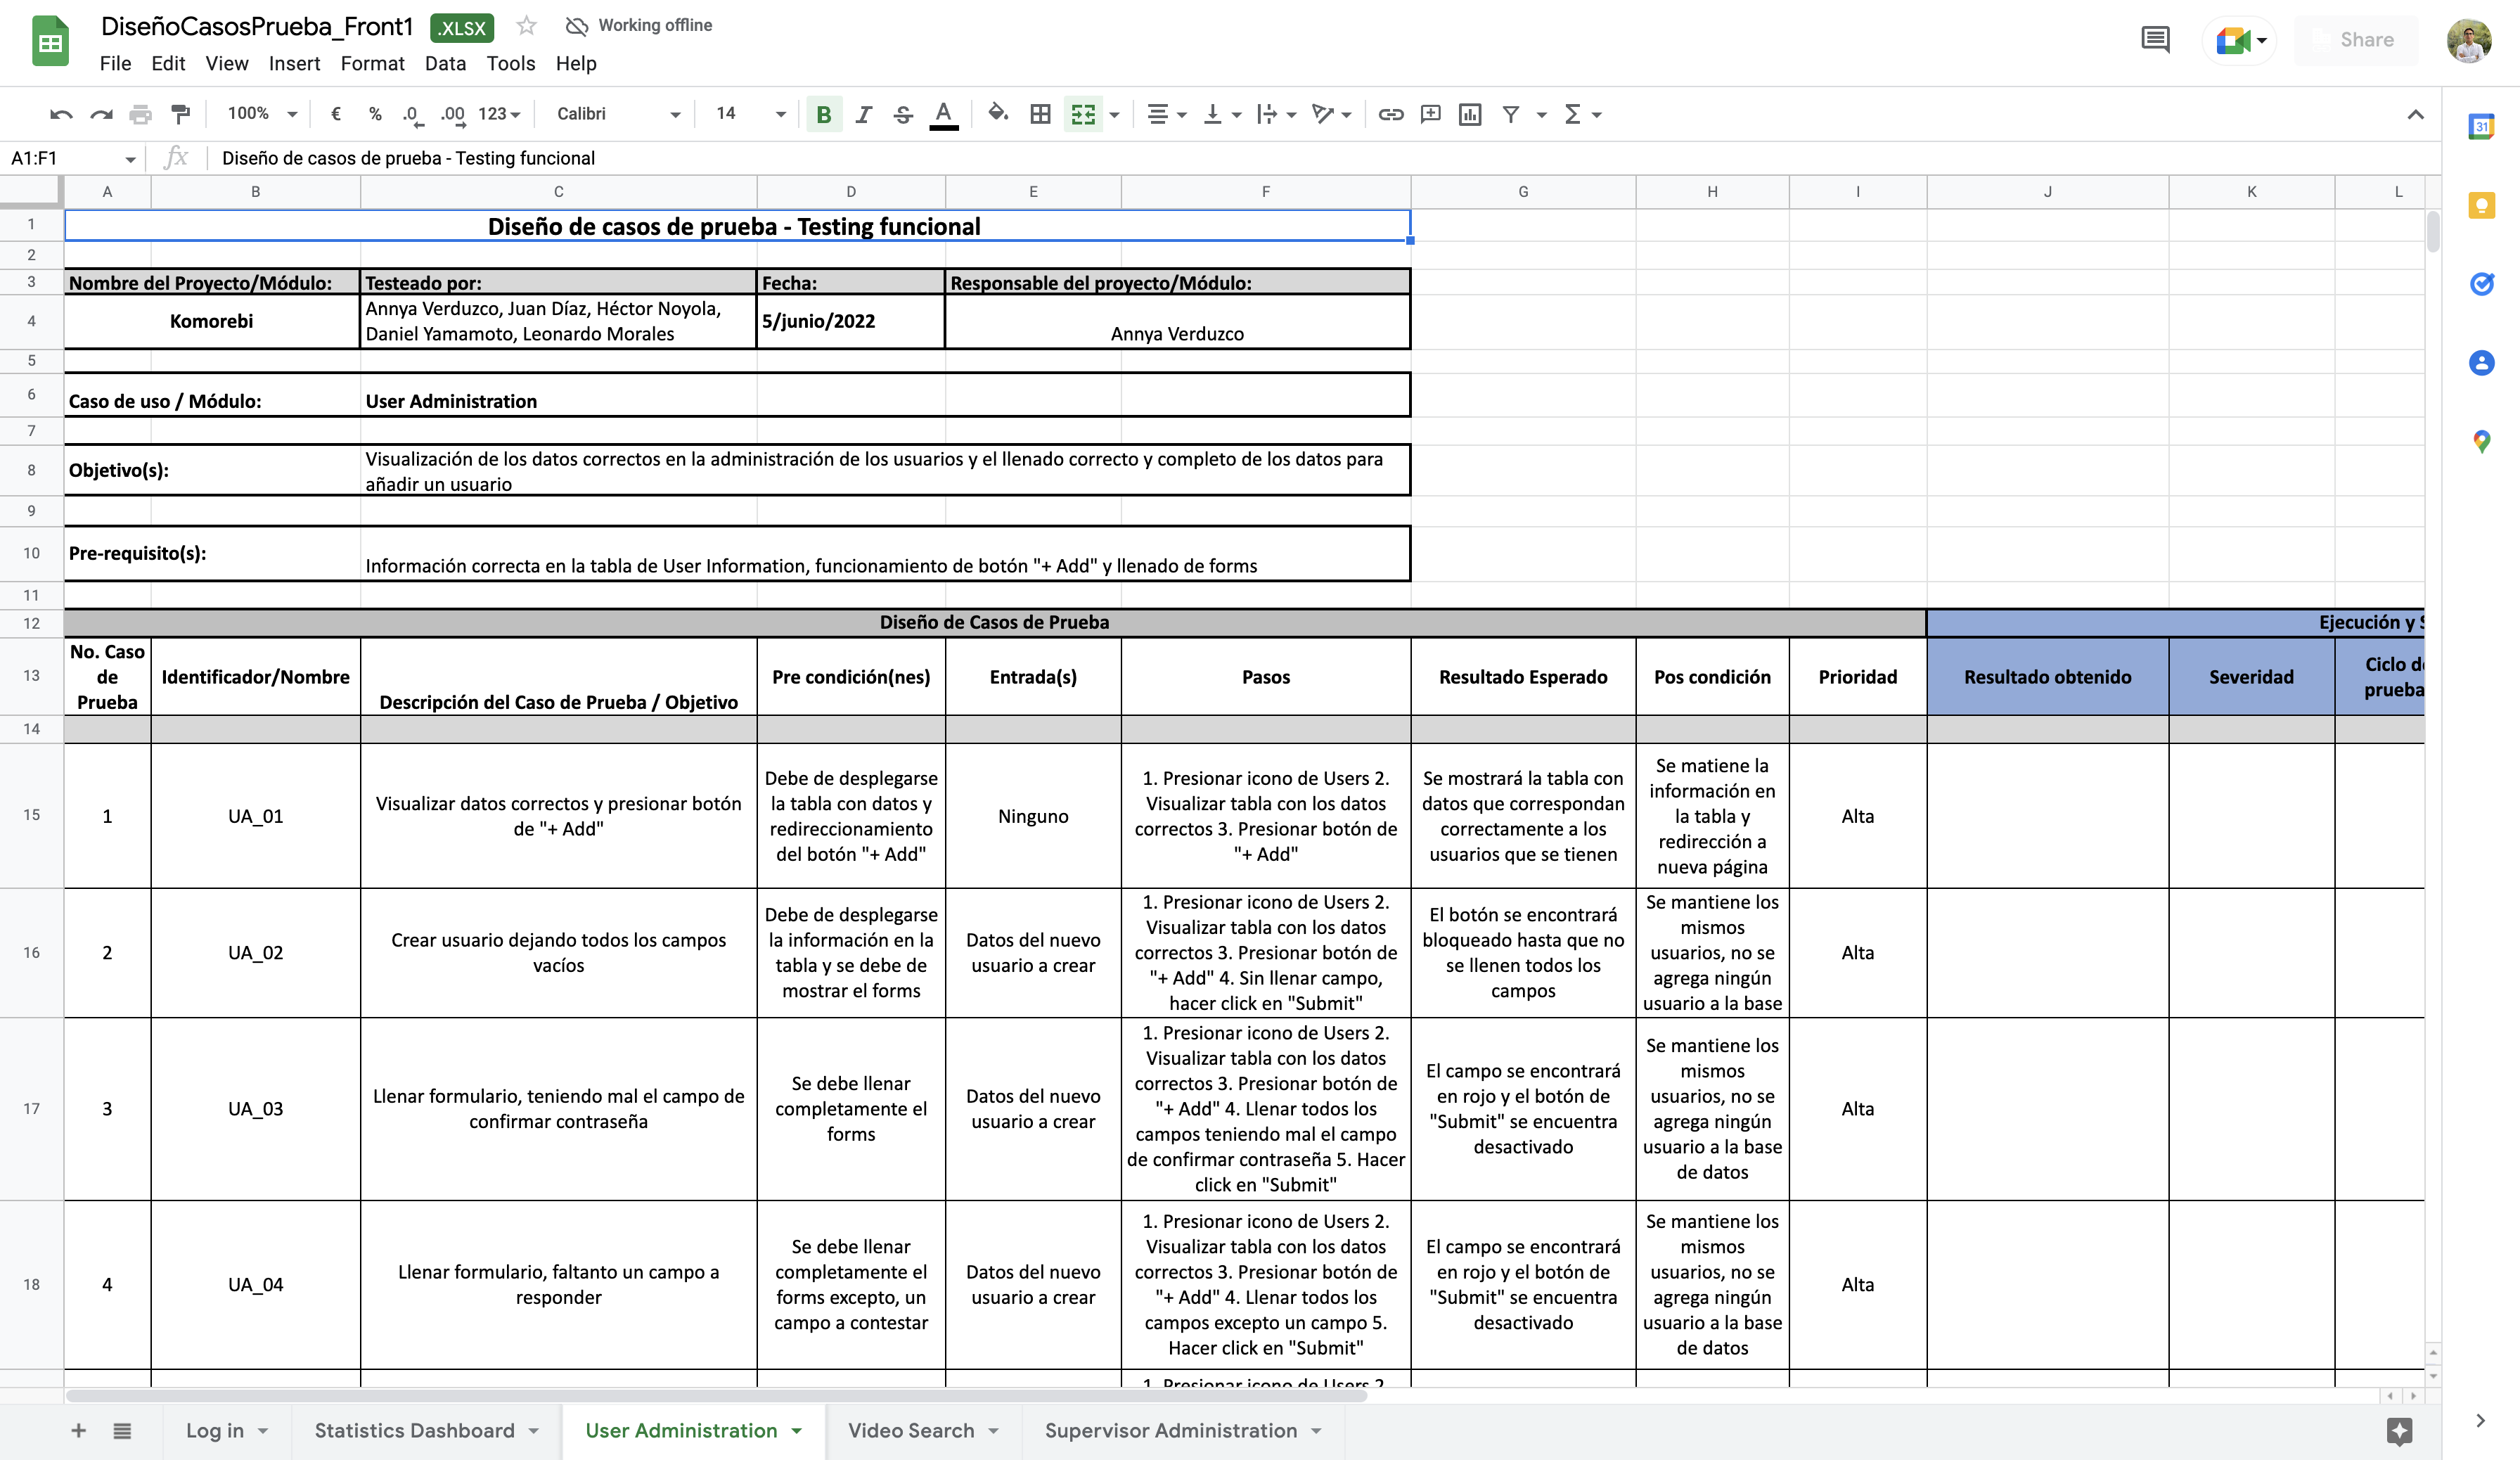 DiseñoCasosPrueba_Front1 .XLSX Working offline
File Edit View Insert Format Data Tools Help
Share
100% € % .0 .00 123 Calibri 14 B I S A Σ
31
A1:F1 fx Diseño de casos de prueba - Testing funcional
A B C D E F G H I J K L
1 Diseño de casos de prueba - Testing funcional
2
3 Nombre del Proyecto/Módulo: Testeado por: Fecha: Responsable del proyecto/Módulo:
4 Komorebi Annya Verduzco, Juan Díaz, Héctor Noyola,
Daniel Yamamoto, Leonardo Morales 5/junio/2022 Annya Verduzco
5
6 Caso de uso / Módulo: User Administration
7
8 Objetivo(s): Visualización de los datos correctos en la administración de los usuarios y el llenado correcto y completo de los datos para
añadir un usuario
9
10 Pre-requisito(s): Información correcta en la tabla de User Information, funcionamiento de botón "+ Add" y llenado de forms
11
12 Diseño de Casos de Prueba Ejecución y
13 No. Caso
de
Prueba
Identificador/Nombre
Descripción del Caso de Prueba / Objetivo
Pre condición(nes)
Entrada(s)
Pasos
Resultado Esperado
Pos condición
Prioridad
Resultado obtenido
Severidad
Ciclo de
prueba
14
15
1
UA_01
Visualizar datos correctos y presionar botón
de "+ Add"
Debe de desplegarse
la tabla con datos y
redireccionamiento
del botón "+ Add"
Ninguno
1. Presionar icono de Users 2.
Visualizar tabla con los datos
correctos 3. Presionar botón de
"+ Add"
Se mostrará la tabla con
datos que correspondan
correctamente a los
usuarios que se tienen
Se matiene la
información en
la tabla y
redirección a
nueva página
Alta
16
2
UA_02
Crear usuario dejando todos los campos
vacíos
Debe de desplegarse
la información en la
tabla y se debe de
mostrar el forms
Datos del nuevo
usuario a crear
1. Presionar icono de Users 2.
Visualizar tabla con los datos
correctos 3. Presionar botón de
"+ Add" 4. Sin llenar campo,
hacer click en "Submit"
El botón se encontrará
bloqueado hasta que no
se llenen todos los
campos
Se mantiene los
mismos
usuarios, no se
agrega ningún
usuario a la base
Alta
17
3
UA_03
Llenar formulario, teniendo mal el campo de
confirmar contraseña
Se debe llenar
completamente el
forms
Datos del nuevo
usuario a crear
1. Presionar icono de Users 2.
Visualizar tabla con los datos
correctos 3. Presionar botón de
"+ Add" 4. Llenar todos los
campos teniendo mal el campo
de confirmar contraseña 5. Hacer
click en "Submit"
El campo se encontrará
en rojo y el botón de
"Submit" se encuentra
desactivado
Se mantiene los
mismos
usuarios, no se
agrega ningún
usuario a la base
de datos
Alta
18
4
UA_04
Llenar formulario, faltanto un campo a
responder
Se debe llenar
completamente el
forms excepto, un
campo a contestar
Datos del nuevo
usuario a crear
1. Presionar icono de Users 2.
Visualizar tabla con los datos
correctos 3. Presionar botón de
"+ Add" 4. Llenar todos los
campos excepto un campo 5.
Hacer click en "Submit"
El campo se encontrará
en rojo y el botón de
"Submit" se encuentra
desactivado
Se mantiene los
mismos
usuarios, no se
agrega ningún
usuario a la base
de datos
Alta
1. Presionar icono de Users 2.
Log in Statistics Dashboard User Administration Video Search Supervisor Administration